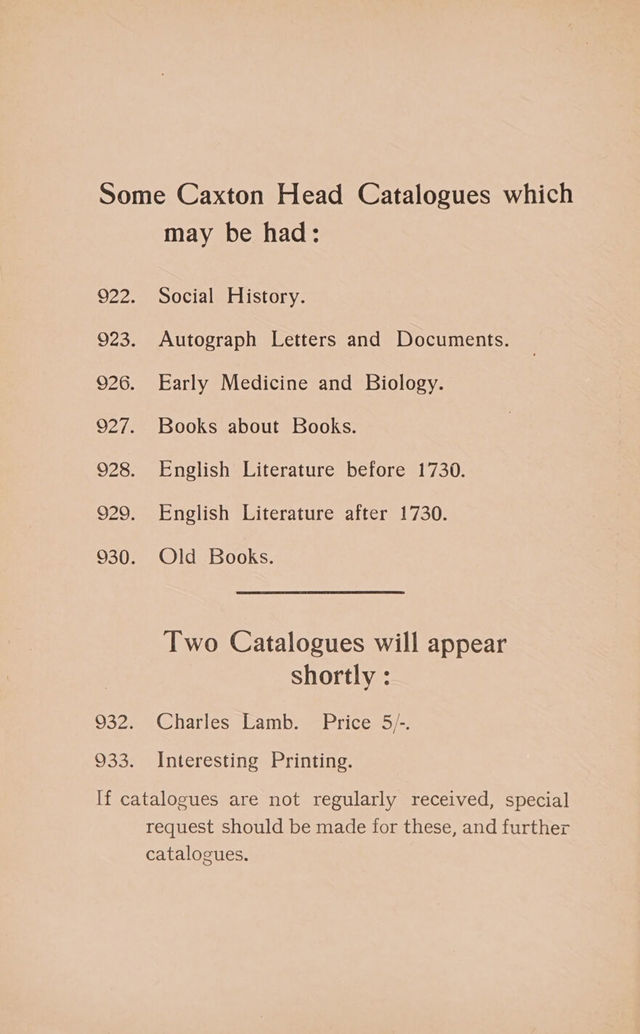 Some Caxton Head Catalogues which
may be had:
922. Social History.
923. Autograph Letters and Documents.
926. Early Medicine and Biology.
927. Books about Books.
928. English Literature before 1730.
929. English Literature after 1730.
930. Old Books.
Two Catalogues will appear
shortly:
932. Charles Lamb. Price 5/-.
933. Interesting Printing.
If catalogues are not regularly received, special
request should be made for these, and further
catalogues.